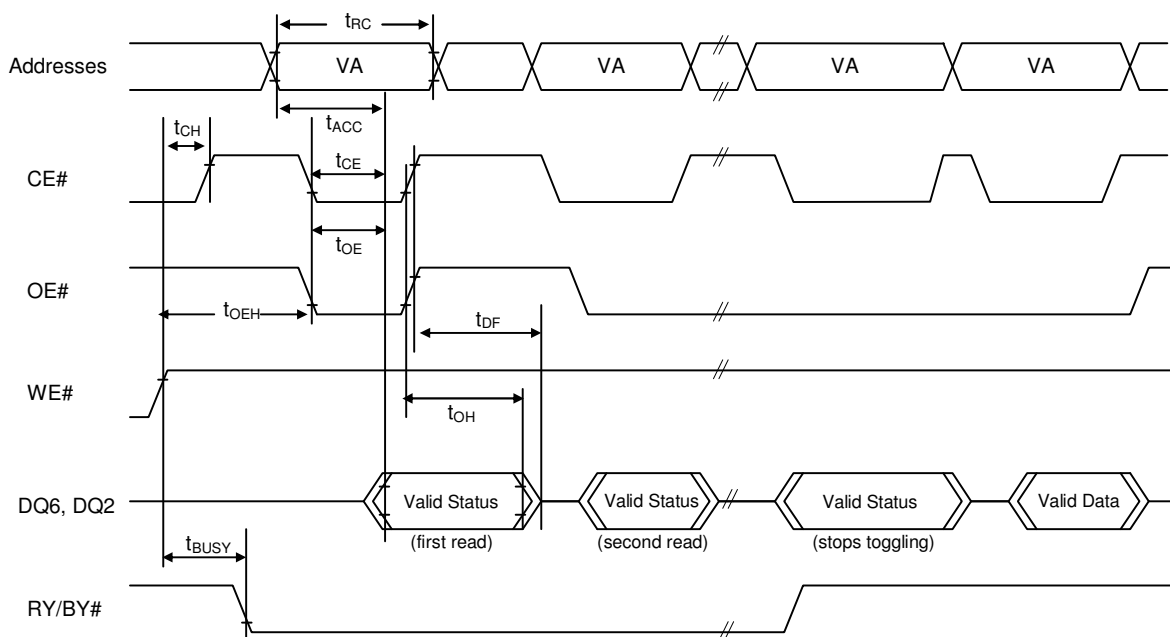 tRC
Addresses VA VA VA VA
tACC
tCH
tCE
CE#
tOE
OE#
tOEH
tDF
WE#
tOH
DQ6, DQ2 Valid Status Valid Status Valid Status Valid Data
(first read) (second read) (stops toggling)
tBUSY
RY/BY#